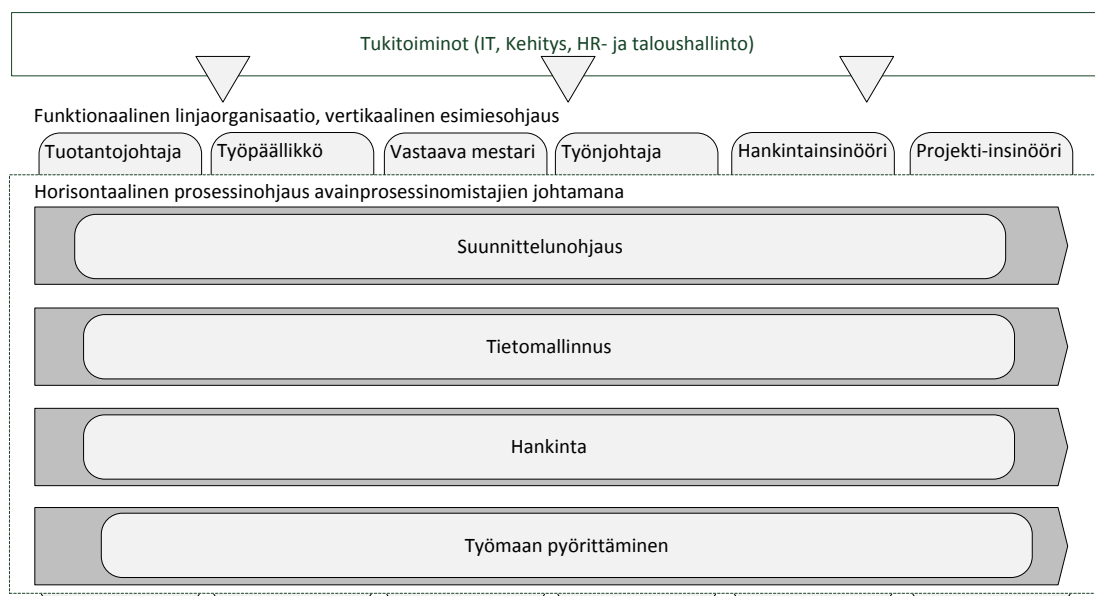 Tukitoiminot (IT, Kehitys, HR- ja taloushallinto)
Funktionaalinen linjaorganisaatio, vertikaalinen esimiesohjaus
Tuotantojohtaja Työpäällikkö Vastaava mestari Työnjohtaja Hankintainsinööri Projekti-insinööri
Horisontaalinen prosessinohjaus avainprosessinomistajien johtamana
Suunnittelunohjaus
Tietomallinnus
Hankinta
Työmaan pyörittäminen